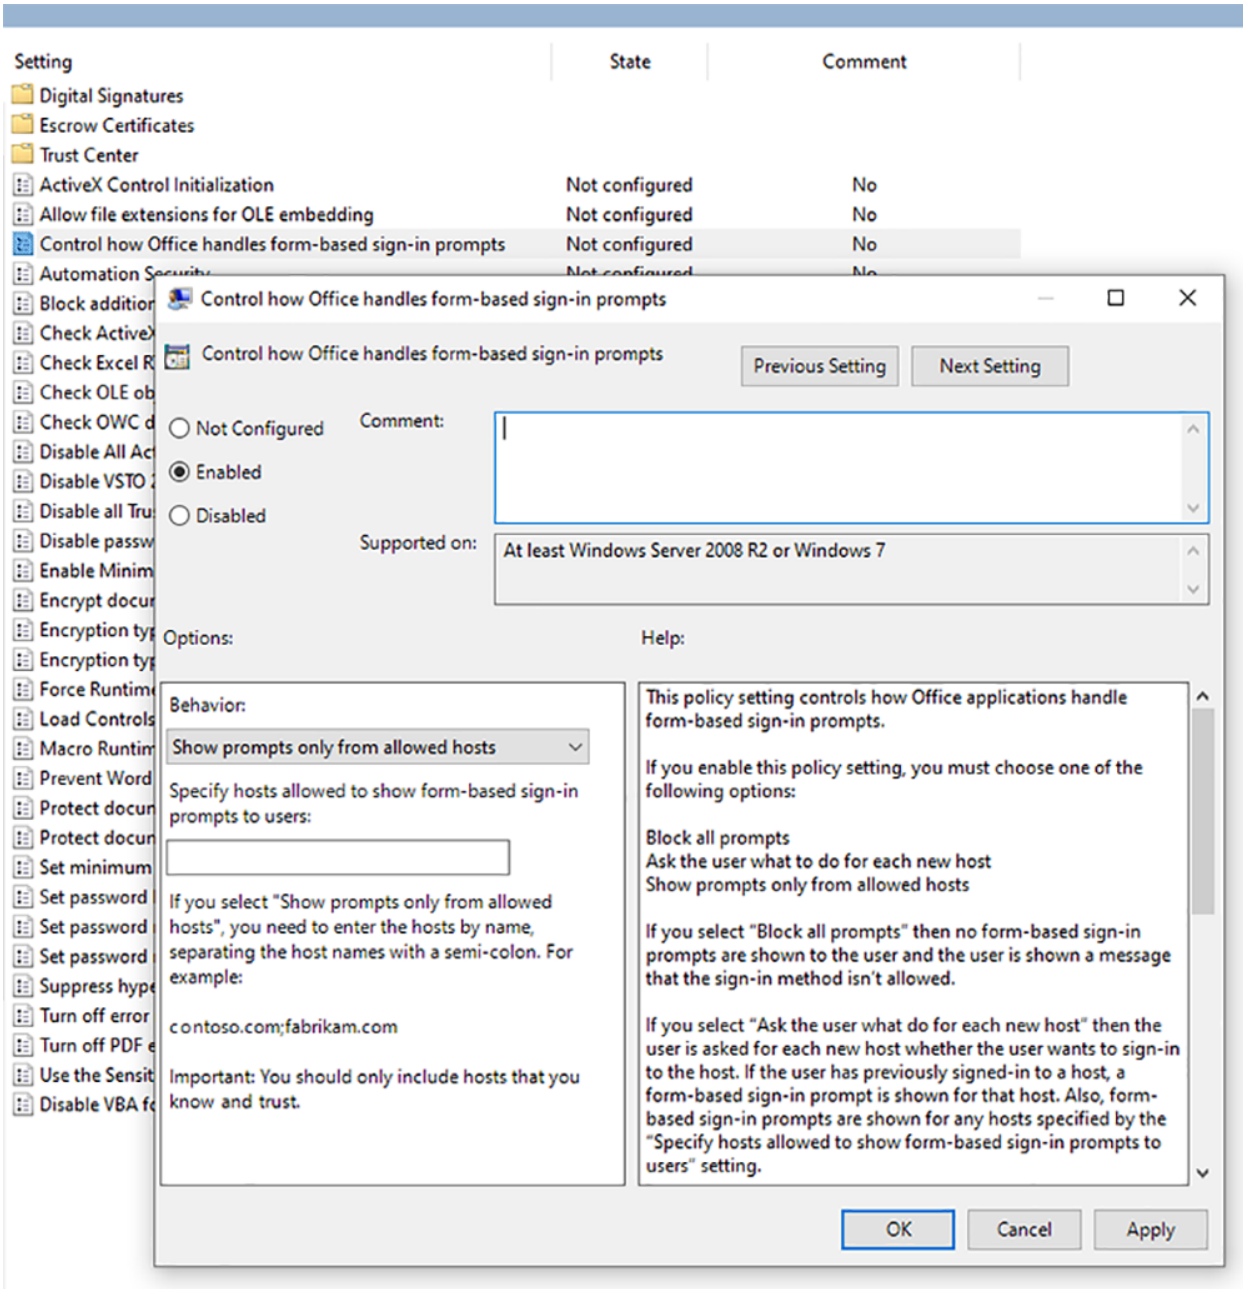 Setting State Comment
Digital Signatures
Escrow Certificates
Trust Center
ActiveX Control Initialization Not configured No
Allow file extensions for OLE embedding Not configured No
Control how Office handles form-based sign-in prompts Not configured No
Automation Security Not configured No
Block addition
Check ActiveX
Check Excel R
Check OLE ob
Check OWC d
Disable All Act
Disable VSTO 2
Disable all Tru
Disable passw
Enable Minim
Encrypt docum
Encryption typ
Encryption typ
Force Runtime
Load Controls
Macro Runtim
Prevent Word
Protect docum
Protect docum
Set minimum
Set password
Set password
Set password
Suppress hype
Turn off error
Turn off PDF e
Use the Sensit
Disable VBA fo
Control how Office handles form-based sign-in prompts
Control how Office handles form-based sign-in prompts
Previous Setting Next Setting
Not Configured
Enabled
Disabled
Comment:
Supported on: At least Windows Server 2008 R2 or Windows 7
Options:
Behavior:
Show prompts only from allowed hosts
Specify hosts allowed to show form-based sign-in
prompts to users:
If you select "Show prompts only from allowed
hosts", you need to enter the hosts by name,
separating the host names with a semi-colon. For
example:
contoso.com;fabrikam.com
Important: You should only include hosts that you
know and trust.
Help:
This policy setting controls how Office applications handle
form-based sign-in prompts.
If you enable this policy setting, you must choose one of the
following options:
Block all prompts
Ask the user what to do for each new host
Show prompts only from allowed hosts
If you select "Block all prompts" then no form-based sign-in
prompts are shown to the user and the user is shown a message
that the sign-in method isn't allowed.
If you select "Ask the user what do for each new host" then the
user is asked for each new host whether the user wants to sign-in
to the host. If the user has previously signed-in to a host, a
form-based sign-in prompt is shown for that host. Also, form-
based sign-in prompts are shown for any hosts specified by the
"Specify hosts allowed to show form-based sign-in prompts to
users" setting.
OK Cancel Apply